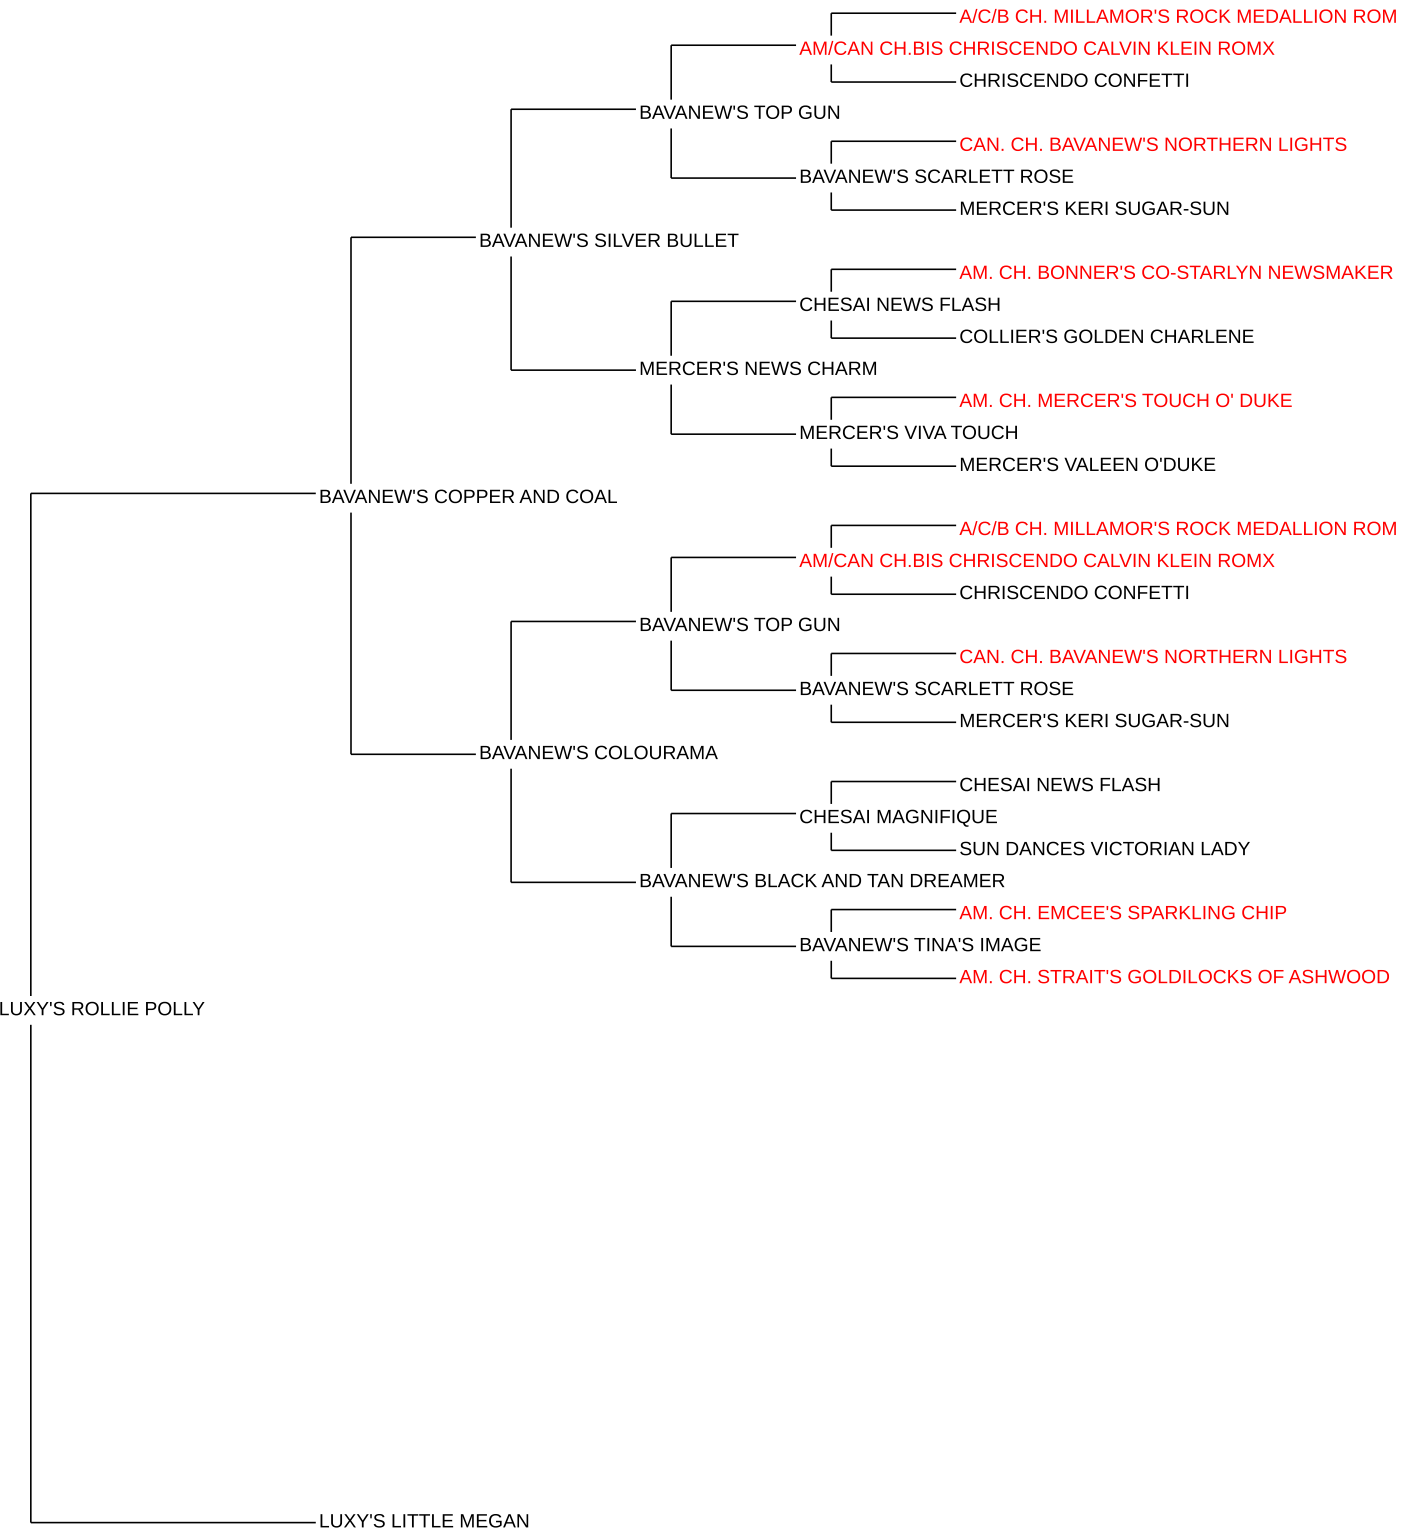 A/C/B CH. MILLAMOR'S ROCK MEDALLION ROM
AM/CAN CH.BIS CHRISCENDO CALVIN KLEIN ROMX
CHRISCENDO CONFETTI
BAVANEW'S TOP GUN
CAN. CH. BAVANEW'S NORTHERN LIGHTS
BAVANEW'S SCARLETT ROSE
MERCER'S KERI SUGAR-SUN
BAVANEW'S SILVER BULLET
AM. CH. BONNER'S CO-STARLYN NEWSMAKER
CHESAI NEWS FLASH
COLLIER'S GOLDEN CHARLENE
MERCER'S NEWS CHARM
AM. CH. MERCER'S TOUCH O' DUKE
MERCER'S VIVA TOUCH
MERCER'S VALEEN O'DUKE
BAVANEW'S COPPER AND COAL
A/C/B CH. MILLAMOR'S ROCK MEDALLION ROM
AM/CAN CH.BIS CHRISCENDO CALVIN KLEIN ROMX
CHRISCENDO CONFETTI
BAVANEW'S TOP GUN
CAN. CH. BAVANEW'S NORTHERN LIGHTS
BAVANEW'S SCARLETT ROSE
MERCER'S KERI SUGAR-SUN
BAVANEW'S COLOURAMA
CHESAI NEWS FLASH
CHESAI MAGNIFIQUE
SUN DANCES VICTORIAN LADY
BAVANEW'S BLACK AND TAN DREAMER
AM. CH. EMCEE'S SPARKLING CHIP
BAVANEW'S TINA'S IMAGE
AM. CH. STRAIT'S GOLDILOCKS OF ASHWOOD
LUXY'S ROLLIE POLLY
LUXY'S LITTLE MEGAN